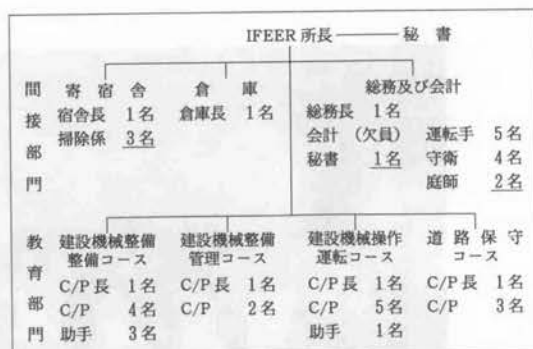 IFEER 所長 秘書
間接部門
寄宿舎 倉庫 総務及び会計
宿舎長 1名 倉庫長 1名 総務長 1名
掃除係 3名 会計 (欠員) 運転手 5名
秘書 1名 守衛 4名
庭師 2名
教育部門
建設機械整備 建設機械整備 建設機械操作 道路保守
整備コース 管理コース 運転コース コース
C/P長 1名 C/P長 1名 C/P長 1名 C/P長 1名
C/P 4名 C/P 2名 C/P 5名 C/P 3名
助手 3名 助手 1名